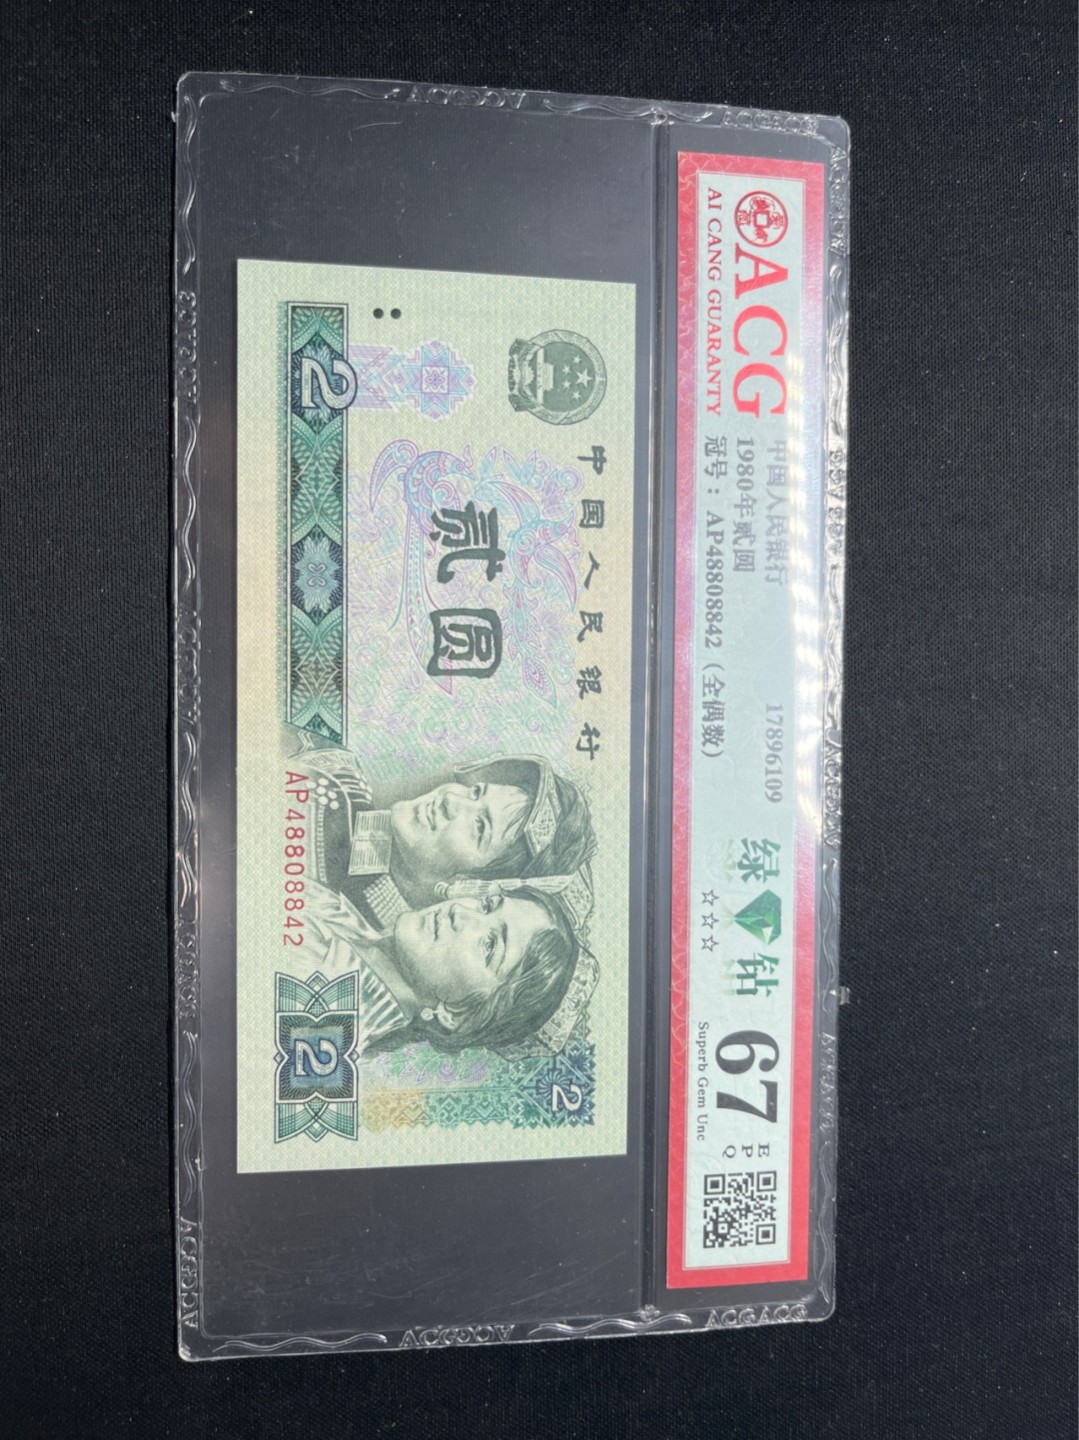 ACG
AI CANG GUARANTY
中国人民银行
17896109
1980年贰圆
冠号：AP48808842（全偶数）
绿钻
☆☆☆
67
EPQ
Superb Gem Unc
中国人民银行
贰圆
2
AP48808842
2
2